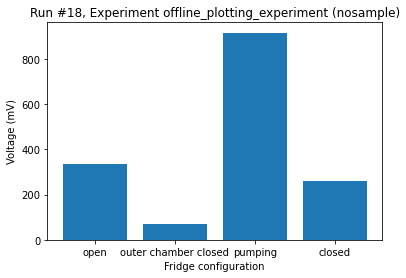 Run #18, Experiment offline_plotting_experiment (nosample)
800
600
400
200
0
Voltage (mV)
open outer chamber closed pumping closed
Fridge configuration